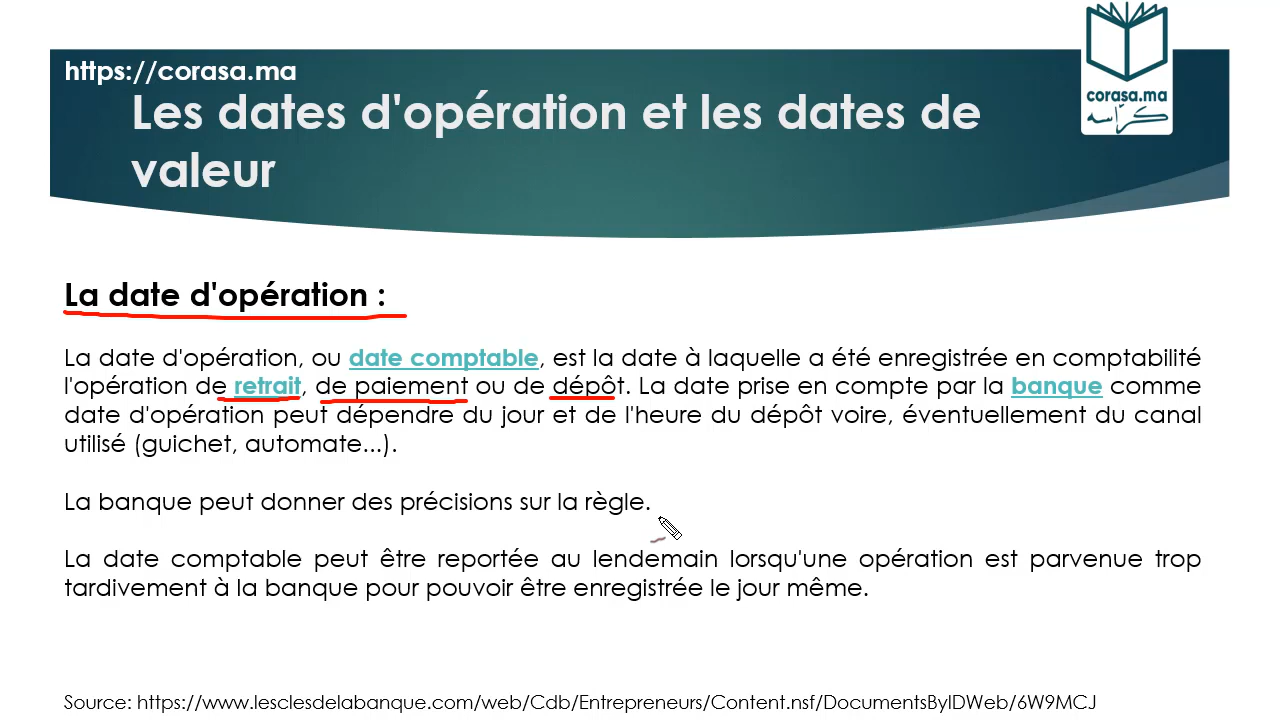 https://corasa.ma
Les dates d'opération et les dates de
valeur
corasa.ma
كرّاسة
La date d'opération :
La date d'opération, ou date comptable, est la date à laquelle a été enregistrée en comptabilité
l'opération de retrait, de paiement ou de dépôt. La date prise en compte par la banque comme
date d'opération peut dépendre du jour et de l'heure du dépôt voire, éventuellement du canal
utilisé (guichet, automate...).
La banque peut donner des précisions sur la règle.
La date comptable peut être reportée au lendemain lorsqu'une opération est parvenue trop
tardivement à la banque pour pouvoir être enregistrée le jour même.
Source: https://www.lesclesdelabanque.com/web/Cdb/Entrepreneurs/Content.nsf/DocumentsByIDWeb/6W9MCJ